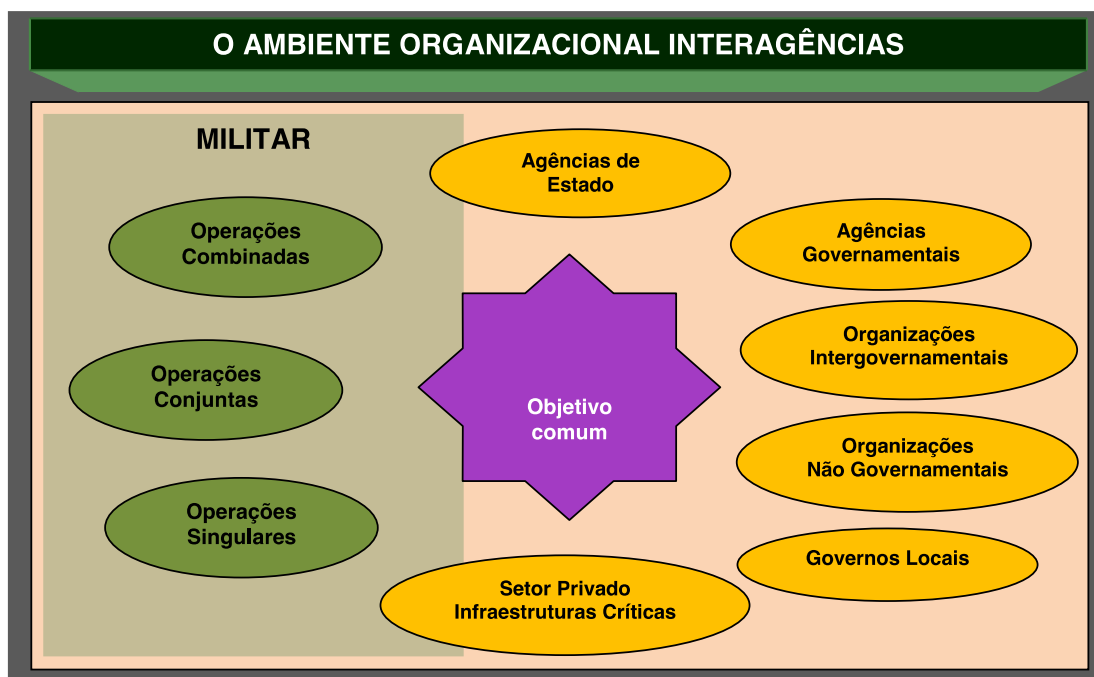 O AMBIENTE ORGANIZACIONAL INTERAGÊNCIAS
MILITAR
Operações
Combinadas
Operações
Conjuntas
Operações
Singulares
Agências de
Estado
Objetivo
comum
Setor Privado
Infraestruturas Críticas
Agências
Governamentais
Organizações
Intergovernamentais
Organizações
Não Governamentais
Governos Locais